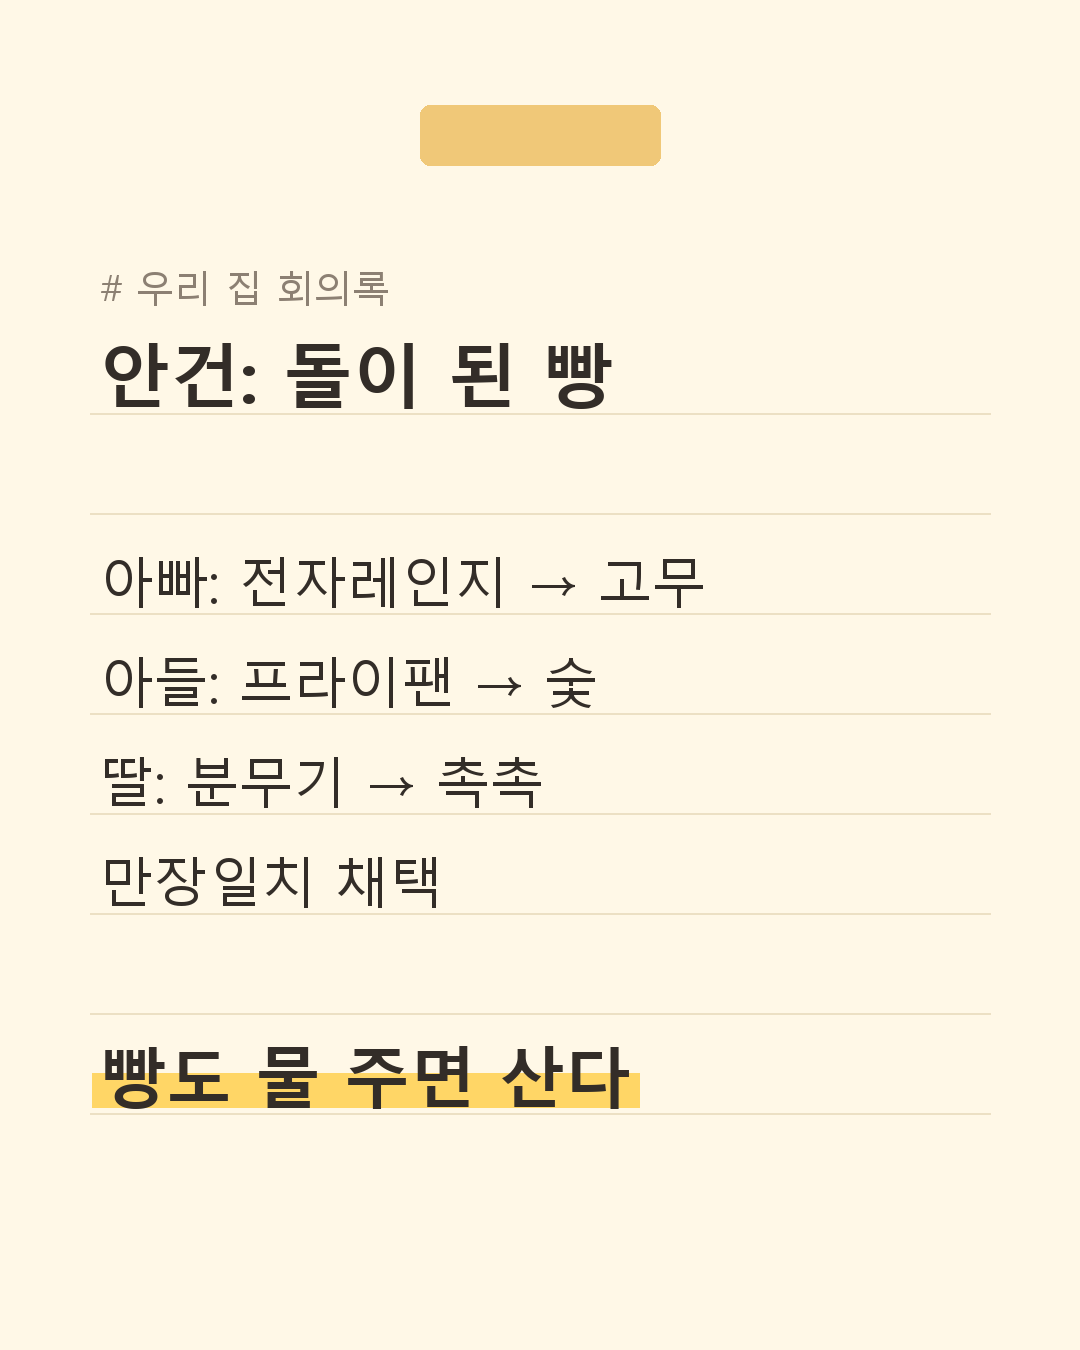 # 우리 집 회의록
안건: 돌이 된 빵
아빠: 전자레인지 → 고무
아들: 프라이팬 → 숯
딸: 분무기 → 촉촉
만장일치 채택
빵도 물 주면 산다